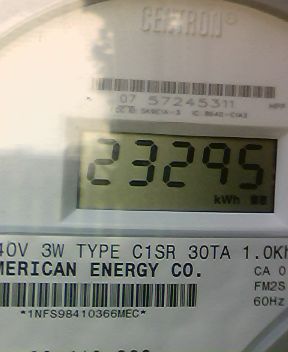 CENTRON®
07 57245311
23295
kWh
40V 3W TYPE C1SR 30TA 1.0Kh
MERICAN ENERGY CO.
CA 0
FM2S
60Hz
*1NFS98410366MEC*